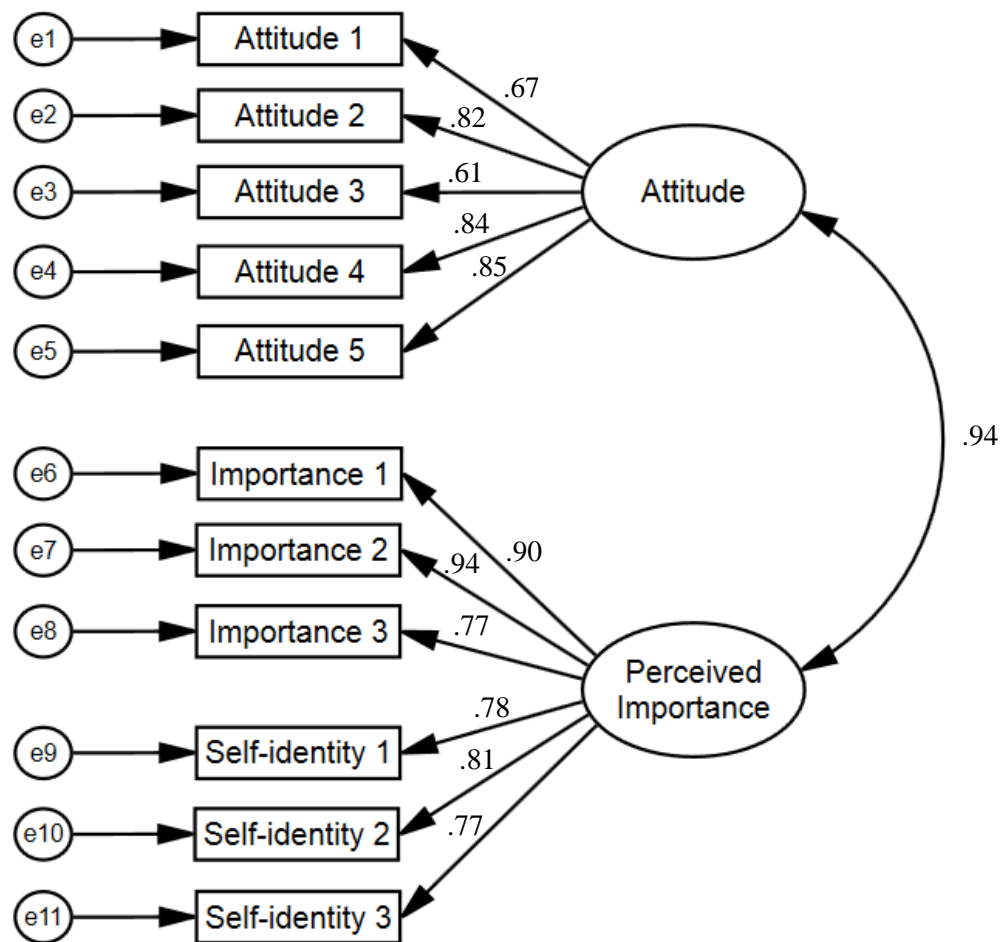 e1
Attitude 1
.67
e2
Attitude 2
.82
e3
Attitude 3
.61
Attitude
e4
Attitude 4
.84
e5
Attitude 5
.85
.94
e6
Importance 1
.90
e7
Importance 2
.94
e8
Importance 3
.77
Perceived
Importance
e9
Self-identity 1
.78
e10
Self-identity 2
.81
e11
Self-identity 3
.77